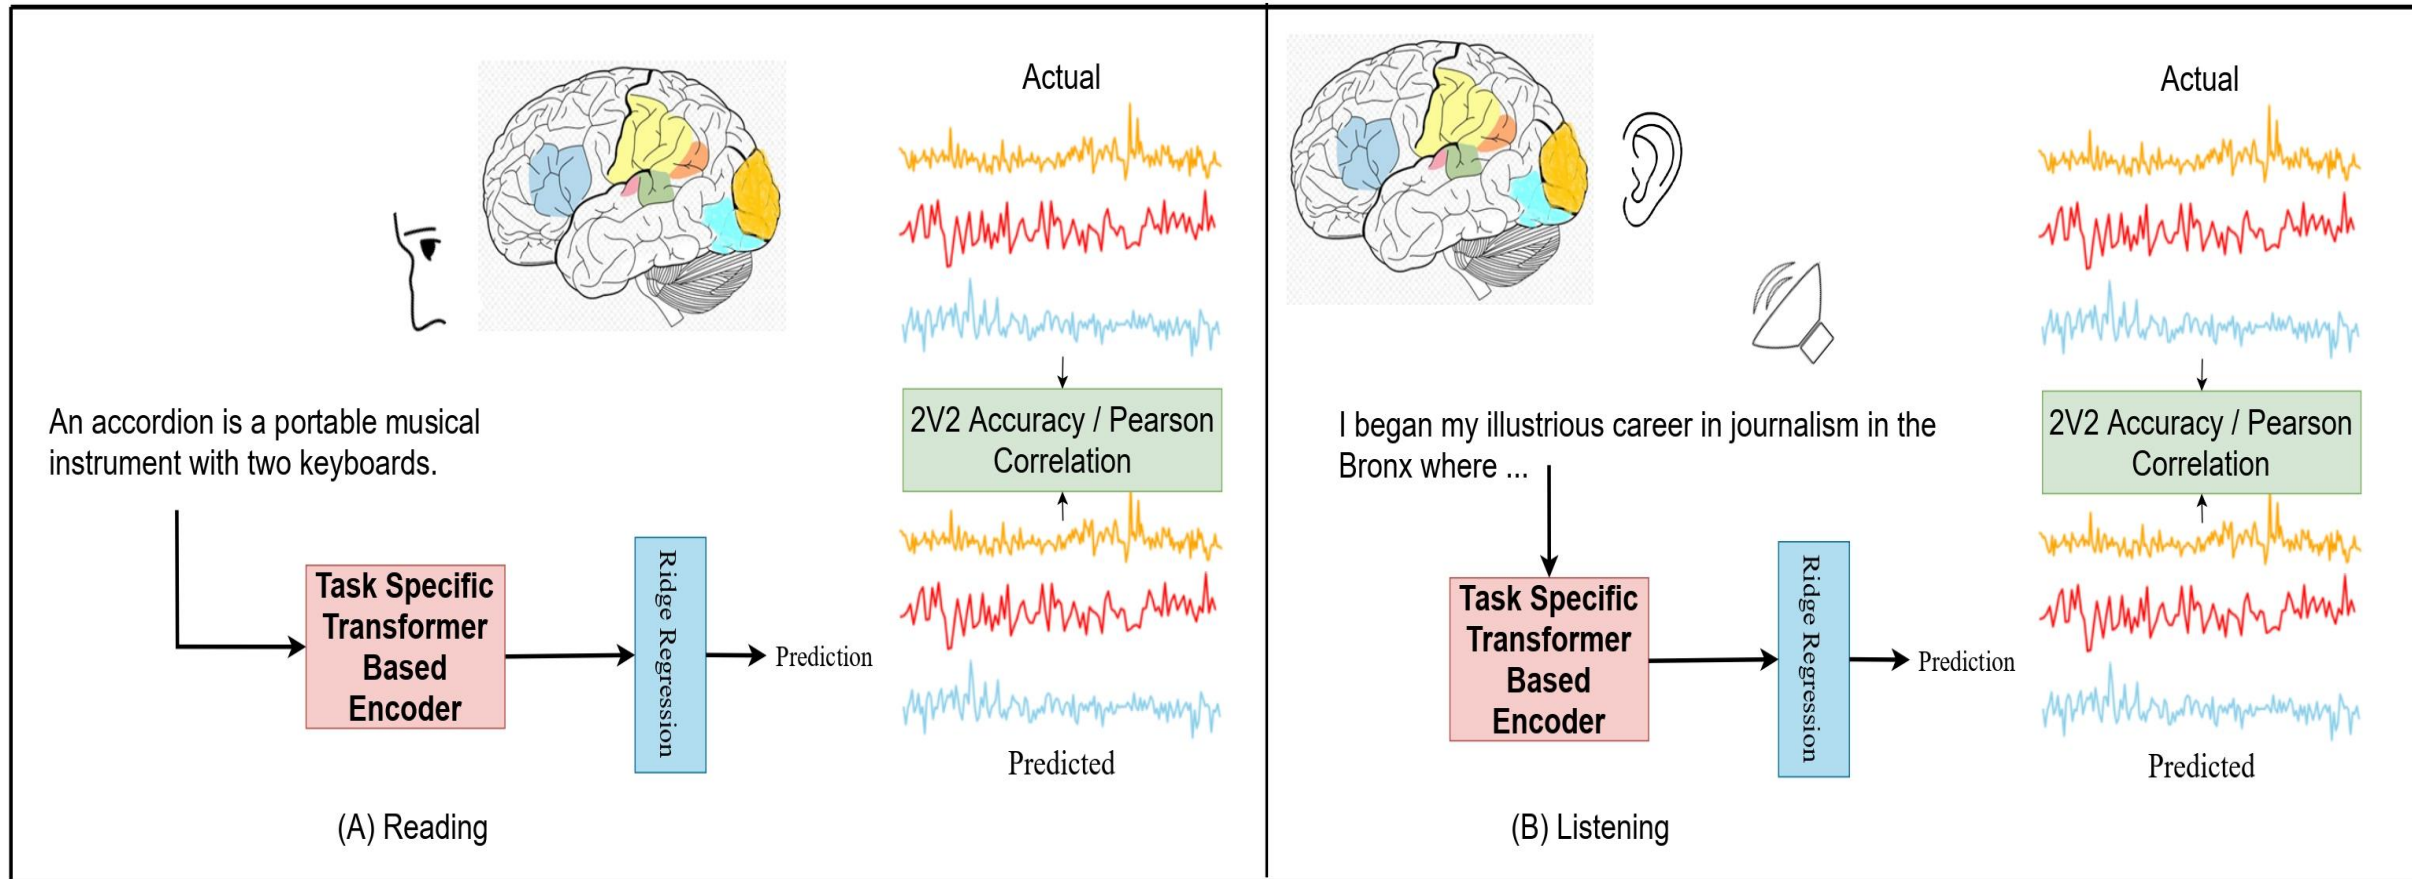 Actual
An accordion is a portable musical
instrument with two keyboards.
2V2 Accuracy / Pearson
Correlation
Task Specific
Transformer
Based
Encoder
Ridge Regression
Prediction
Predicted
(A) Reading
Actual
I began my illustrious career in journalism in the
Bronx where ...
2V2 Accuracy / Pearson
Correlation
Task Specific
Transformer
Based
Encoder
Ridge Regression
Prediction
Predicted
(B) Listening